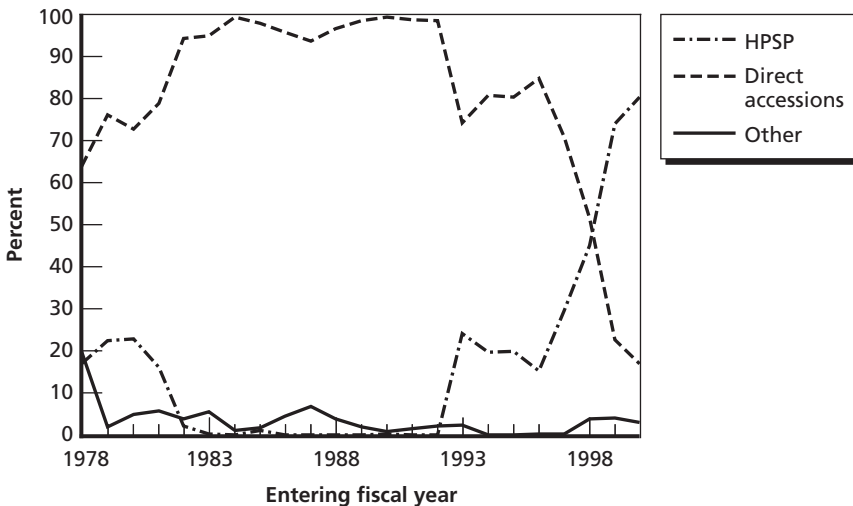 100
90
80
70
60
50
40
30
20
10
0
Percent
1978 1983 1988 1993 1998
Entering fiscal year
HPSP
Direct
accessions
Other